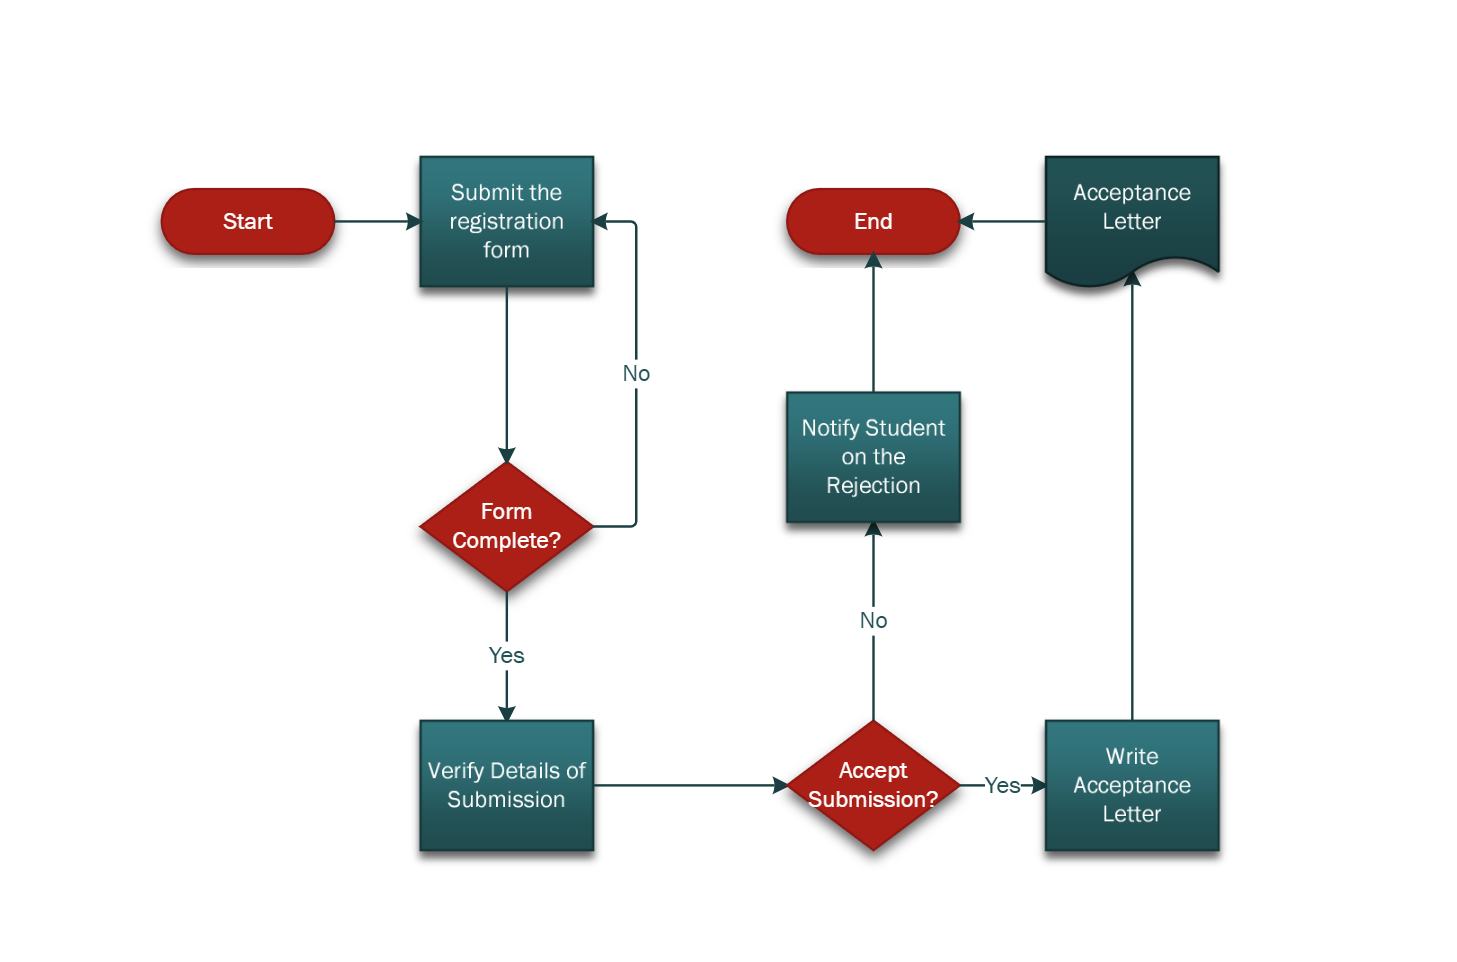 Start
Submit the
registration
form
No
Form
Complete?
Yes
Verify Details of
Submission
Accept
Submission?
No
Notify Student
on the
Rejection
End
Yes
Write
Acceptance
Letter
Acceptance
Letter